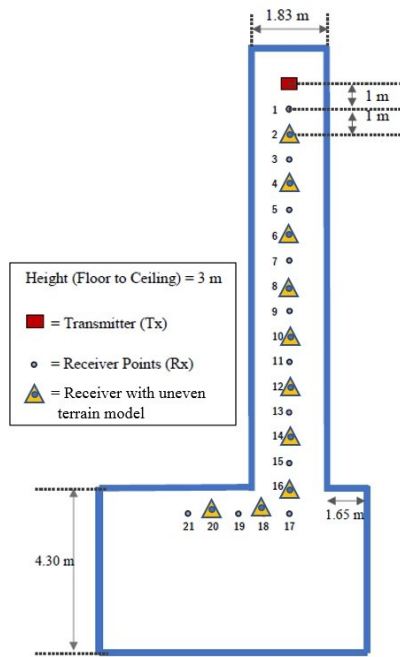 1.83 m
1 m
1 m
1
2
3
4
5
6
7
8
9
10
11
12
13
14
15
16
Height (Floor to Ceiling) = 3 m
= Transmitter (Tx)
= Receiver Points (Rx)
= Receiver with uneven
terrain model
1.65 m
4.30 m
21 20 19 18 17